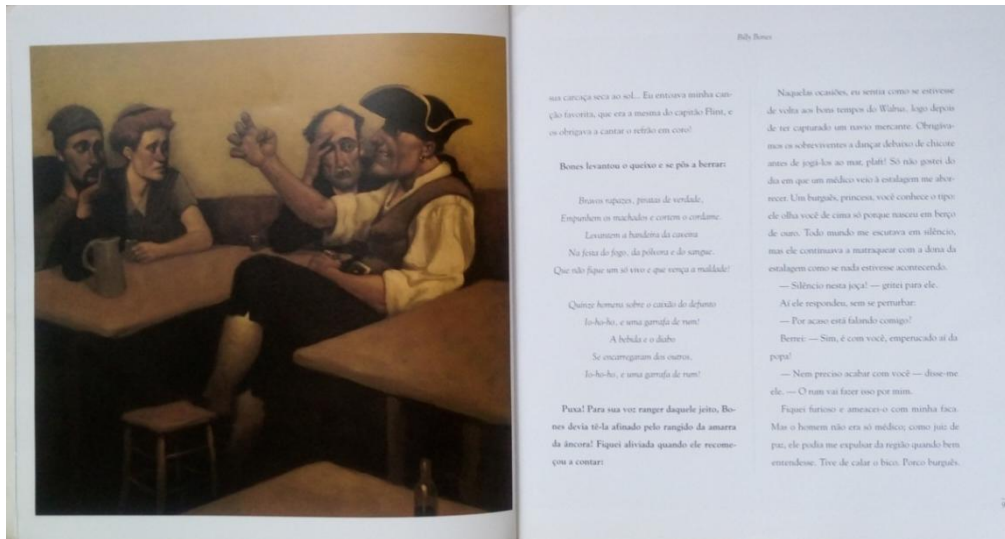 Billy Bones
sua carcaça seca ao sol... Eu entoava minha can-
ção favorita, que era a mesma do capitão Flint, e
os obrigava a cantar o refrão em coro!
Bones levantou o queixo e se pôs a berrar:
Bravos rapazes, piratas de verdade,
Empunhem os machados e cortem o cordame.
Levantem a bandeira da caveira
Na festa do fogo, da pólvora e do sangue.
Que não fique um só vivo e que vença a maldade!
Quinze homens sobre o caixão do defunto
Io-ho-ho, e uma garrafa de rum!
A bebida e o diabo
Se encarregaram dos outros,
Io-ho-ho, e uma garrafa de rum!
Puxa! Para sua voz ranger daquele jeito, Bo-
nes devia tê-la afinado pelo rangido da amarra
da âncora! Fiquei aliviada quando ele recome-
çou a contar:
Naquelas ocasiões, eu sentia como se estivesse
de volta aos bons tempos do Walrus, logo depois
de ter capturado um navio mercante. Obrigáva-
mos os sobreviventes a dançar debaixo de chicote
antes de jogá-los ao mar, plaft! Só não gostei do
dia em que um médico veio à estalagem me abor-
recer. Um burguês, princesa, você conhece o tipo:
ele olha você de cima só porque nasceu em berço
de ouro. Todo mundo me escutava em silêncio,
mas ele continuava a matraquear com a dona da
estalagem como se nada estivesse acontecendo.
— Silêncio nesta joça! — gritei para ele.
Aí ele respondeu, sem se perturbar:
— Por acaso está falando comigo?
Berrei: — Sim, é com você, emperucado aí da
popa!
— Nem preciso acabar com você — disse-me
ele. — O rum vai fazer isso por mim.
Fiquei furioso e ameacei-o com minha faca.
Mas o homem não era só médico; como juiz de
paz, ele podia me expulsar da região quando bem
entendesse. Tive de calar o bico. Porco burguês.